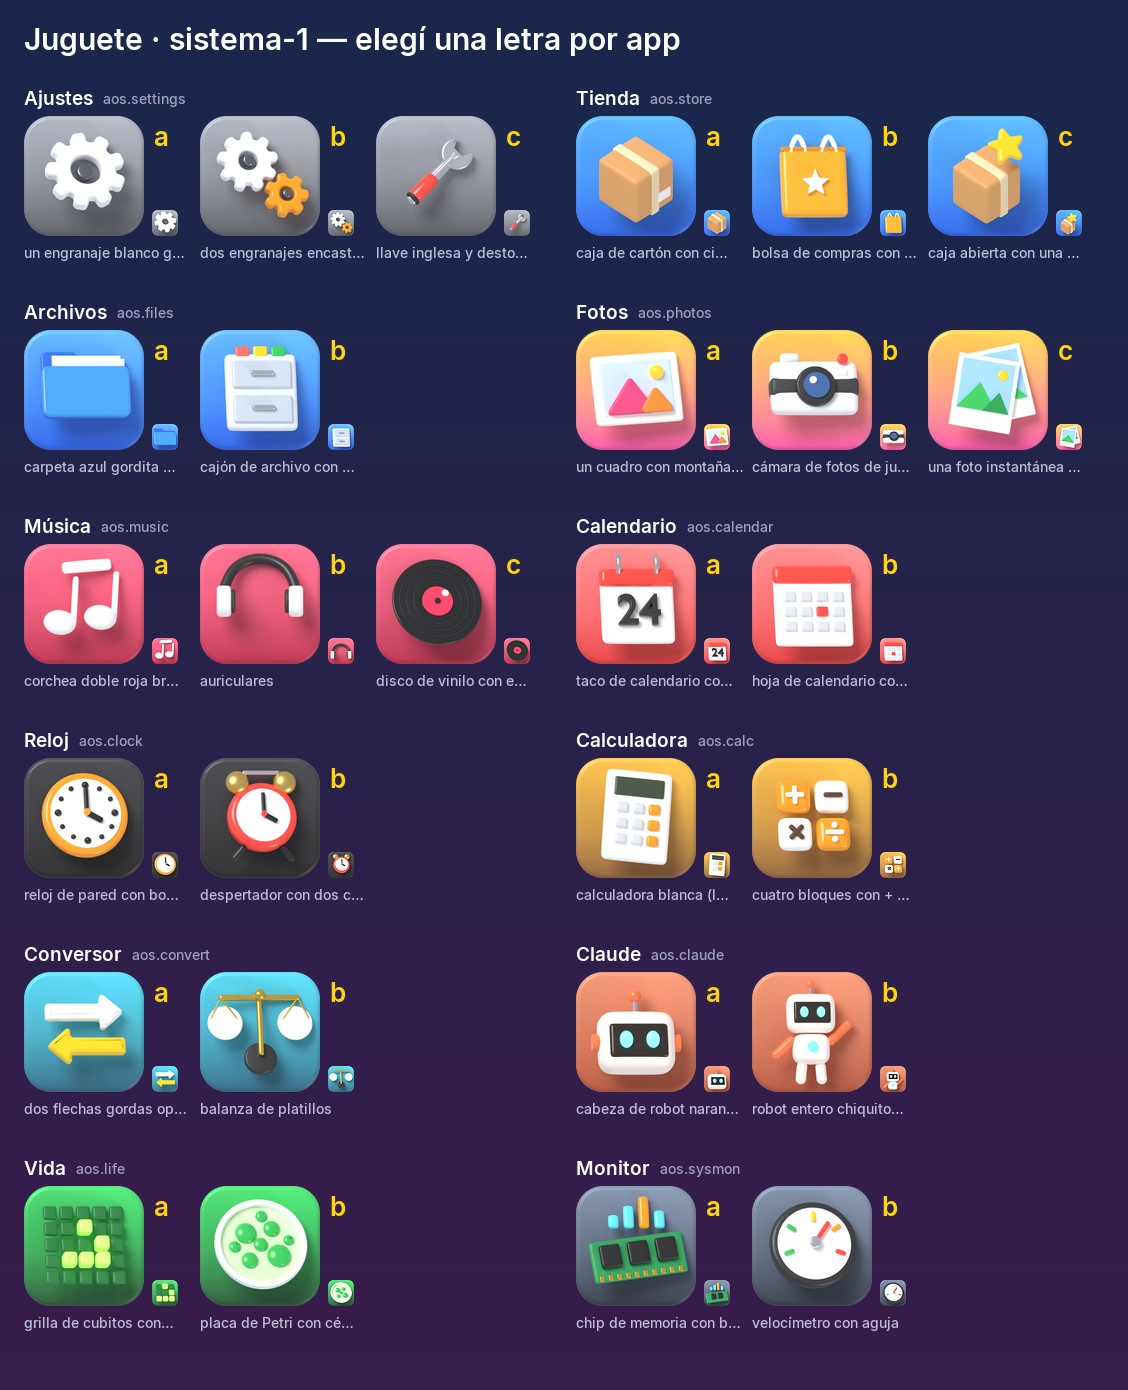 Juguete · sistema-1 — elegí una letra por app
Ajustes aos.settings
a
b
c
un engranaje blanco g...
dos engranajes encast...
llave inglesa y desto...
Tienda aos.store
a
b
c
caja de cartón con ci...
bolsa de compras con ...
caja abierta con una ...
Archivos aos.files
a
b
carpeta azul gordita ...
cajón de archivo con ...
Fotos aos.photos
a
b
c
un cuadro con montaña...
cámara de fotos de ju...
una foto instantánea ...
Música aos.music
a
b
c
corchea doble roja br...
auriculares
disco de vinilo con e...
Calendario aos.calendar
24
a
24
b
taco de calendario co...
hoja de calendario co...
Reloj aos.clock
a
b
reloj de pared con bo...
despertador con dos c...
Calculadora aos.calc
a
+ −
× ÷
b
calculadora blanca (l...
cuatro bloques con + ...
Conversor aos.convert
a
b
dos flechas gordas op...
balanza de platillos
Claude aos.claude
a
b
cabeza de robot naran...
robot entero chiquito...
Vida aos.life
a
b
grilla de cubitos con...
placa de Petri con cé...
Monitor aos.sysmon
a
b
chip de memoria con b...
velocímetro con aguja